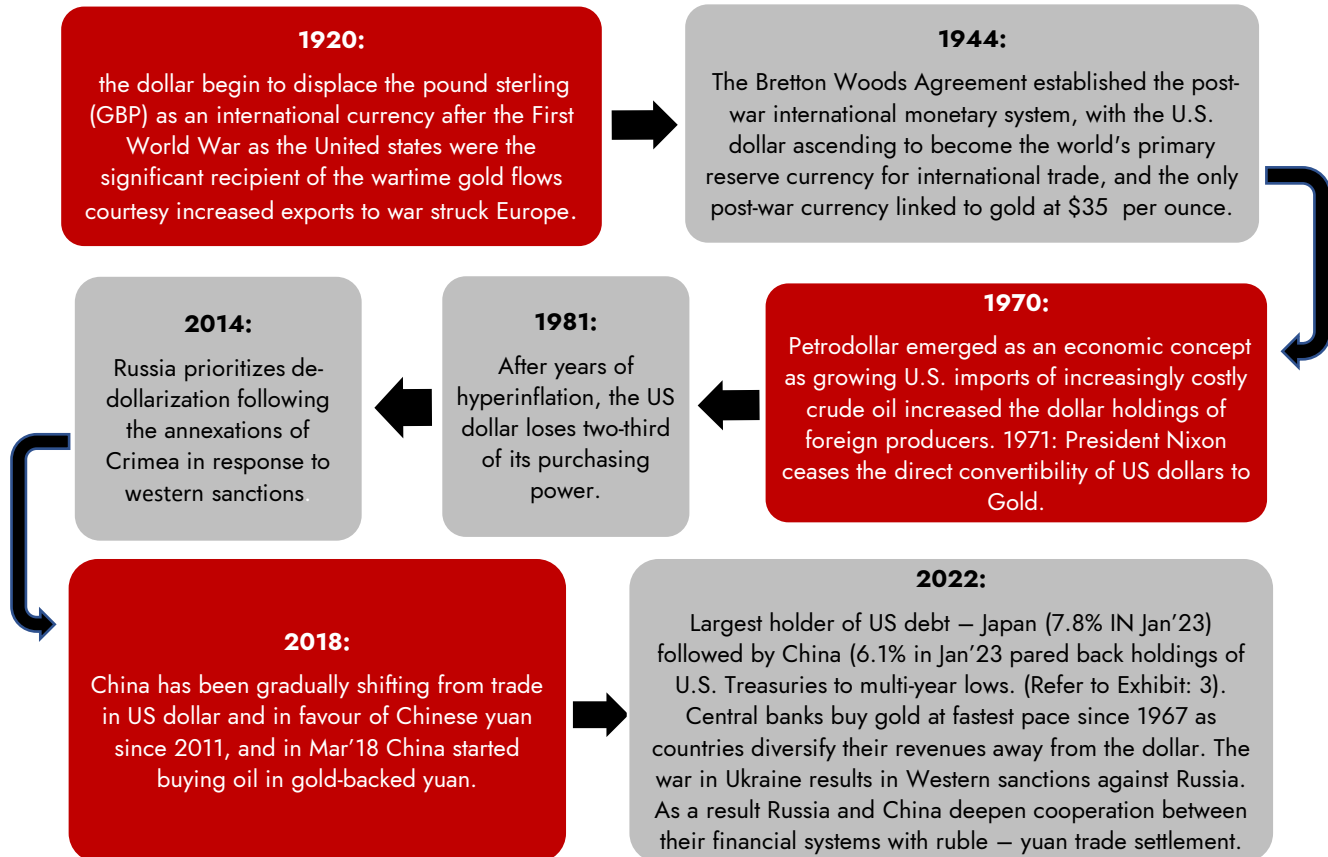 1920:
the dollar begin to displace the pound sterling
(GBP) as an international currency after the First
World War as the United states were the
significant recipient of the wartime gold flows
courtesy increased exports to war struck Europe.
1944:
The Bretton Woods Agreement established the post-
war international monetary system, with the U.S.
dollar ascending to become the world's primary
reserve currency for international trade, and the only
post-war currency linked to gold at $35 per ounce.
1970:
Petrodollar emerged as an economic concept
as growing U.S. imports of increasingly costly
crude oil increased the dollar holdings of
foreign producers. 1971: President Nixon
ceases the direct convertibility of US dollars to
Gold.
1981:
After years of
hyperinflation, the US
dollar loses two-third
of its purchasing
power.
2014:
Russia prioritizes de-
dollarization following
the annexations of
Crimea in response to
western sanctions.
2018:
China has been gradually shifting from trade
in US dollar and in favour of Chinese yuan
since 2011, and in Mar’18 China started
buying oil in gold-backed yuan.
2022:
Largest holder of US debt – Japan (7.8% IN Jan’23)
followed by China (6.1% in Jan’23 pared back holdings of
U.S. Treasuries to multi-year lows. (Refer to Exhibit: 3).
Central banks buy gold at fastest pace since 1967 as
countries diversify their revenues away from the dollar. The
war in Ukraine results in Western sanctions against Russia.
As a result Russia and China deepen cooperation between
their financial systems with ruble – yuan trade settlement.